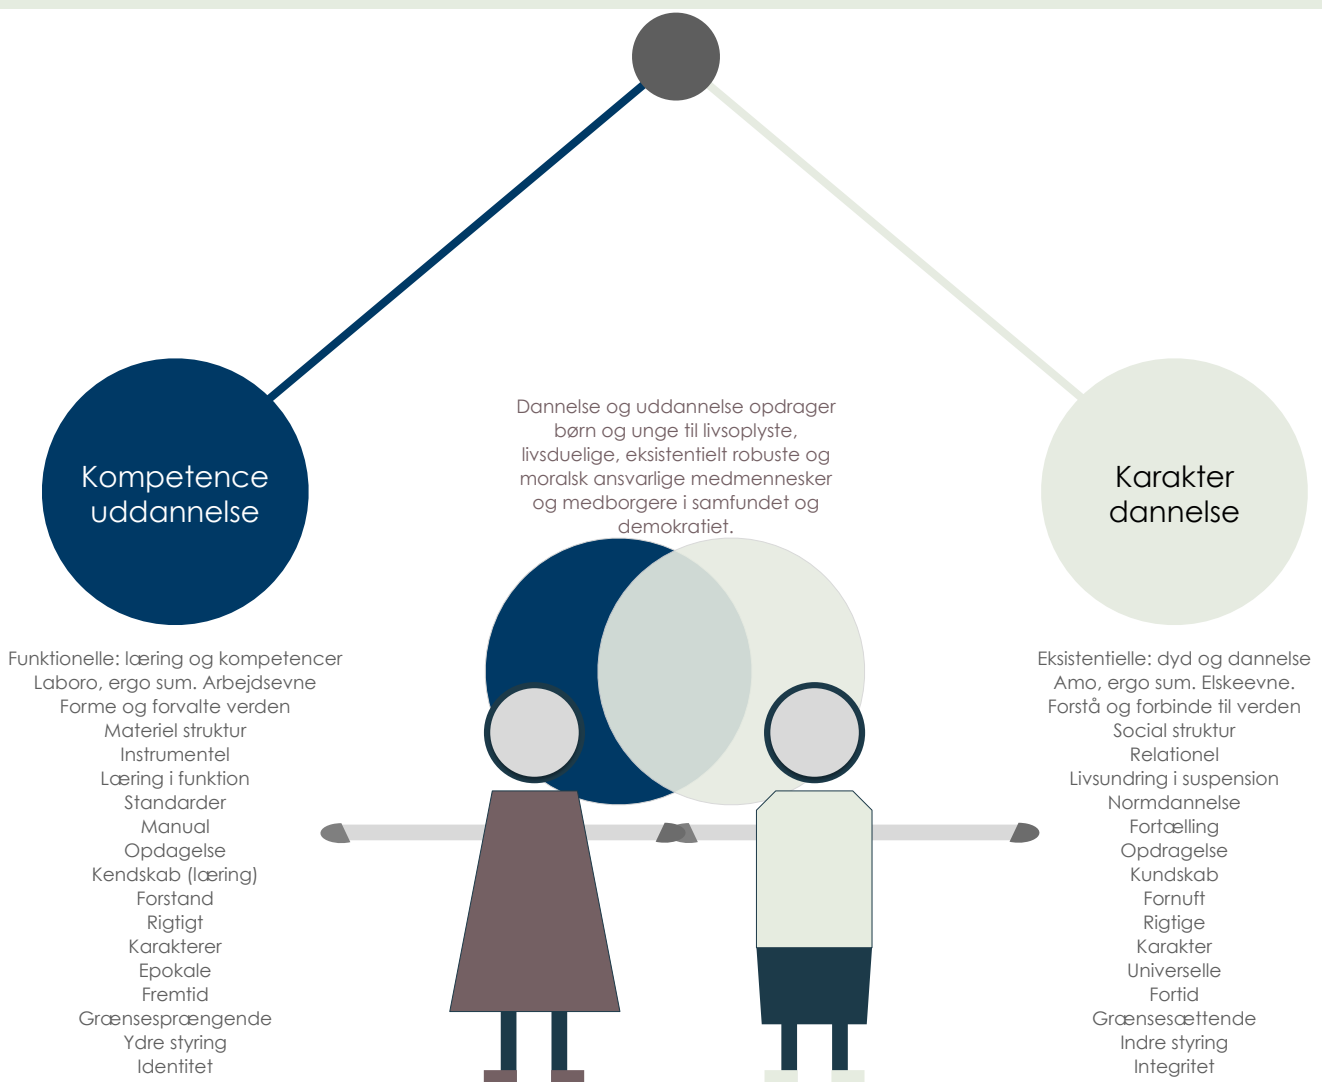 Dannelse og uddannelse opdrager
børn og unge til livsoplyste,
livsduelige, eksistentielt robuste og
moralsk ansvarlige medmennesker
og medborgere i samfundet og
demokratiet.
Kompetence
uddannelse
Funktionelle: læring og kompetencer
Laboro, ergo sum. Arbejdsevne
Forme og forvalte verden
Materiel struktur
Instrumentel
Læring i funktion
Standarder
Manual
Opdagelse
Kendskab (læring)
Forstand
Rigtigt
Karakterer
Epokale
Fremtid
Grænsesprængende
Ydre styring
Identitet
Karakter
dannelse
Eksistentielle: dyd og dannelse
Amo, ergo sum. Elskeevne.
Forstå og forbinde til verden
Social struktur
Relationel
Livsundring i suspension
Normdannelse
Fortælling
Opdragelse
Kundskab
Fornuft
Rigtige
Karakter
Universelle
Fortid
Grænsesættende
Indre styring
Integritet